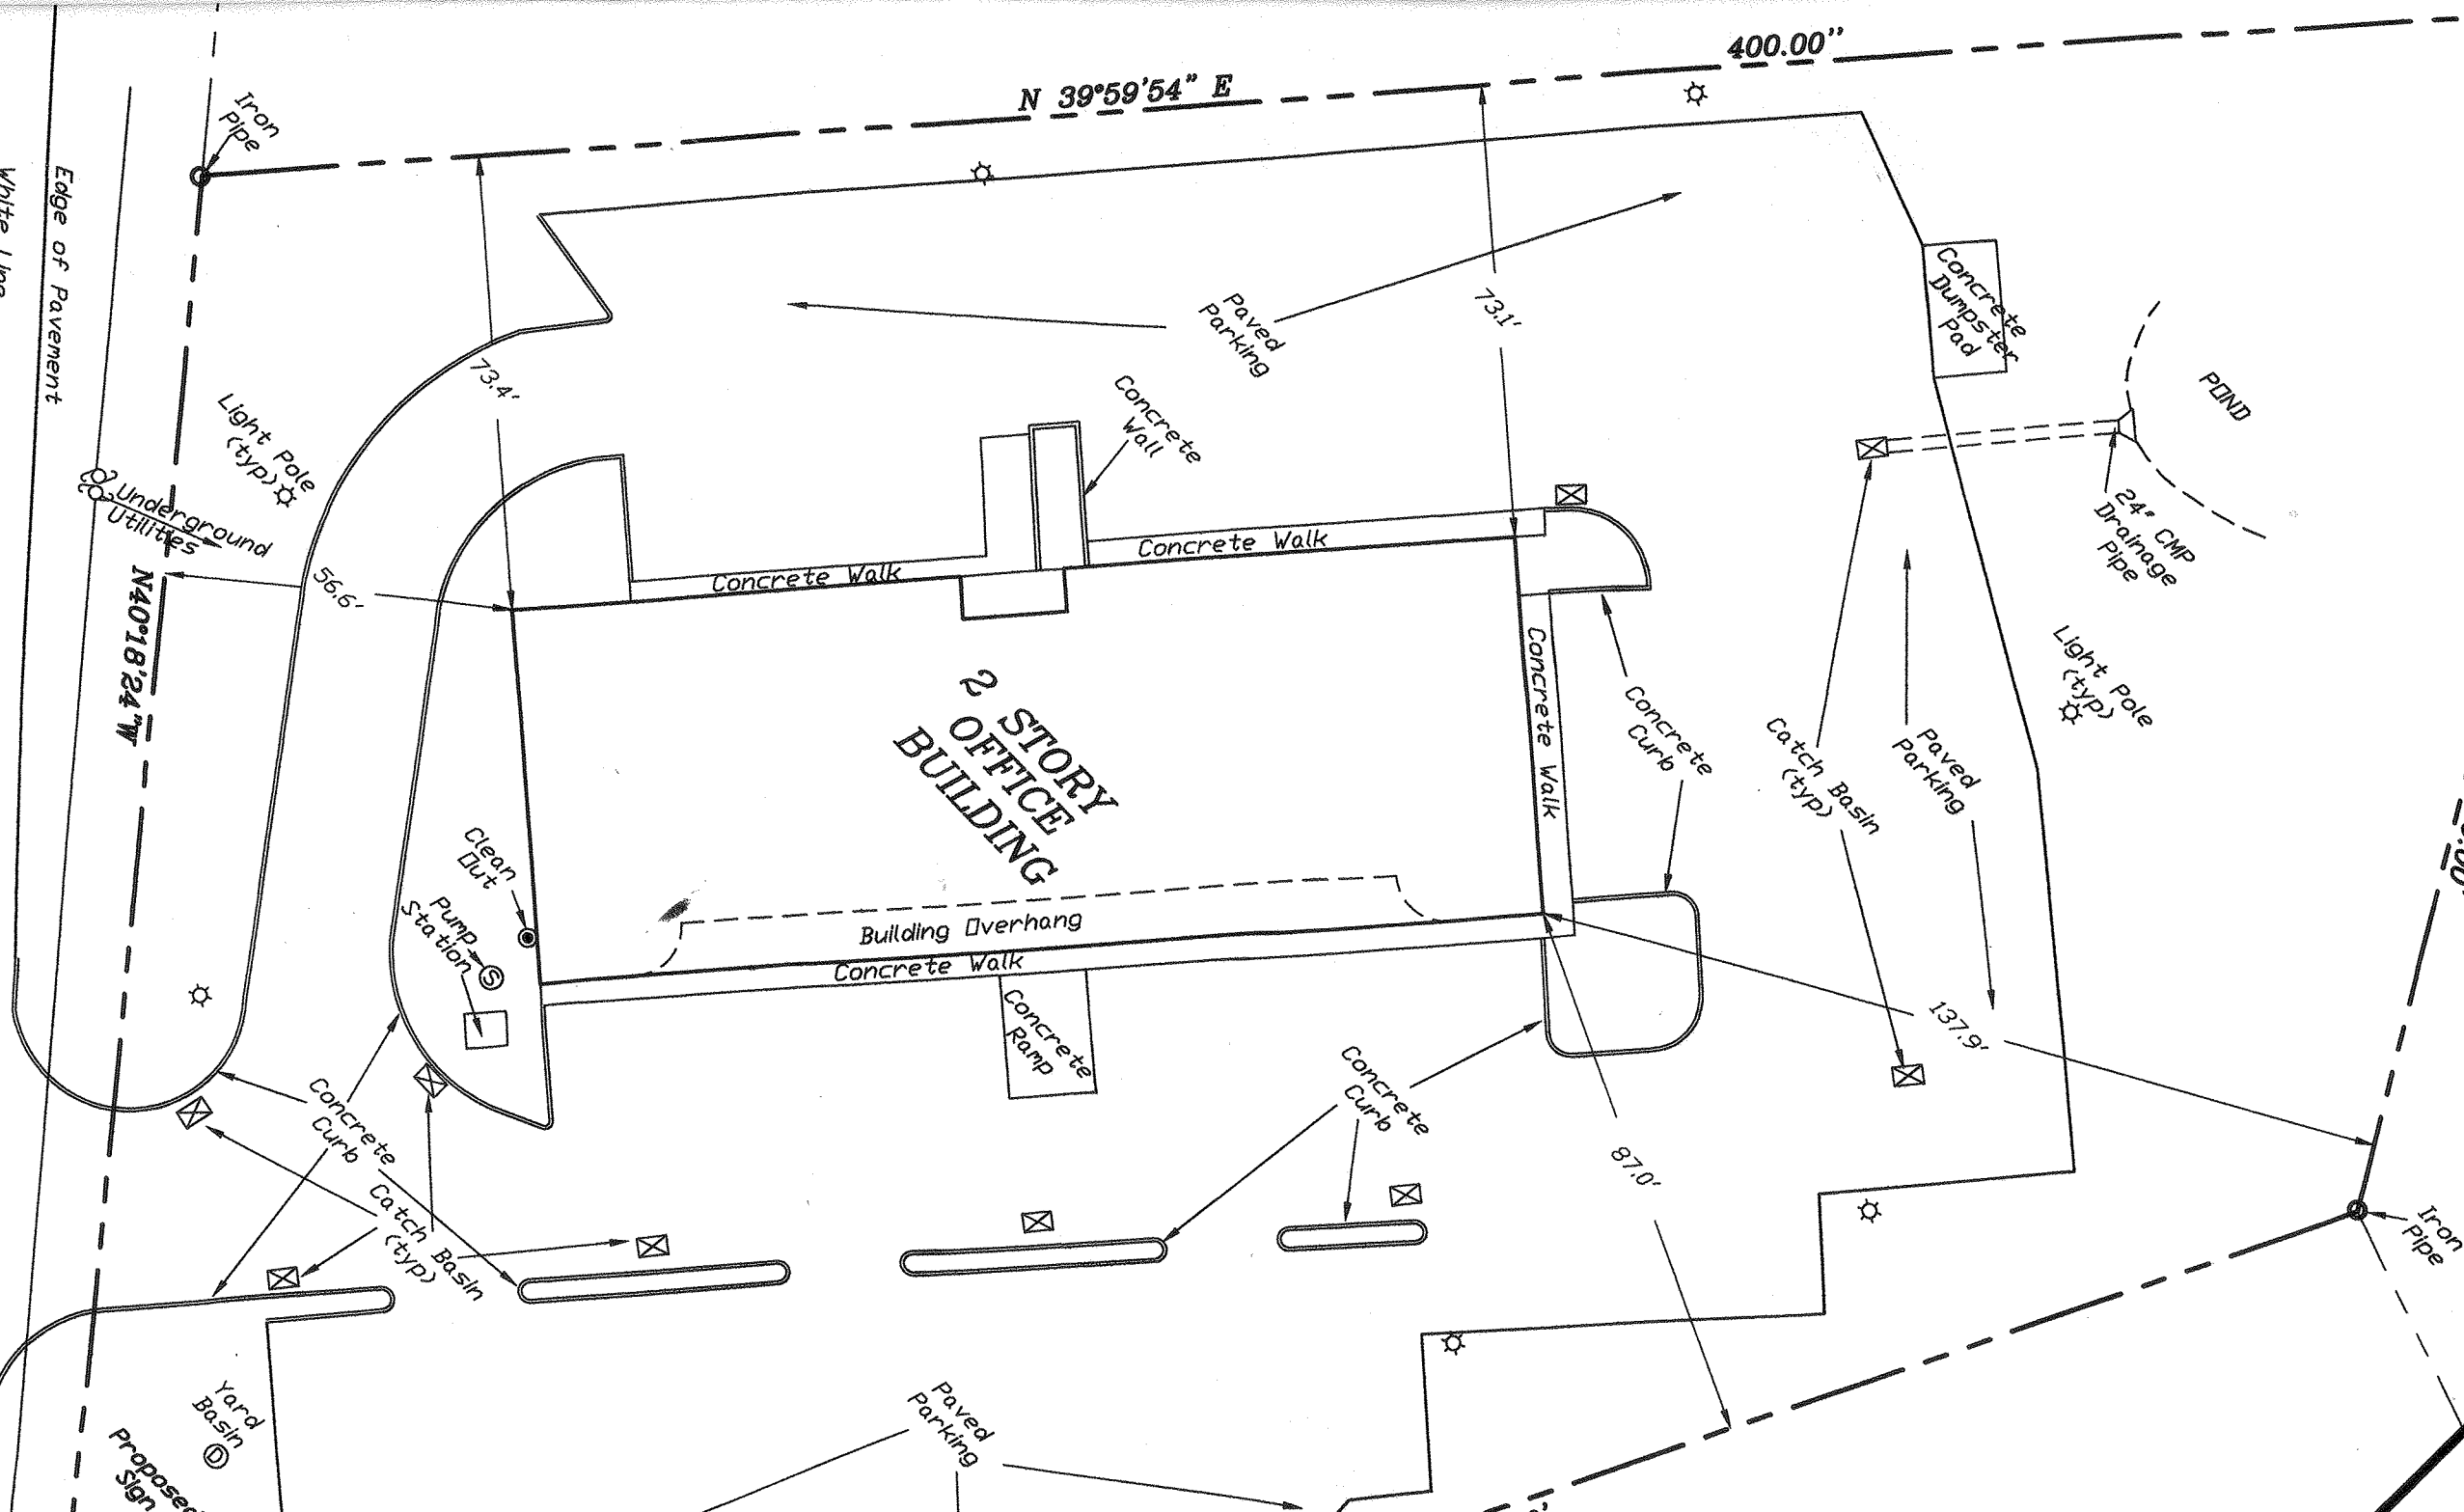 400.00"
N 39°59'54" E
Iron
Pipe
Edge of Pavement
White Line
Concrete
Dumpster
Pad
Paved
Parking
73.1'
73.4'
POND
Concrete
Wall
Light Pole
(typ)
Underground
Utilities
24" CMP
Drainage
Pipe
Concrete Walk
Concrete Walk
56.6'
N40°18'24"W
Concrete Walk
2 STORY
OFFICE
BUILDING
Concrete
Curb
Light Pole
(typ)
Catch Basin
(typ)
Paved
Parking
Clean
Out
Pump
Station
S
Building Overhang
Concrete Walk
Concrete
Ramp
137.9'
Concrete
Curb
Concrete
Curb
87.0'
Catch Basin
(typ)
Iron
Pipe
Yard
Basin
D
Paved
Parking
Proposed
Sign